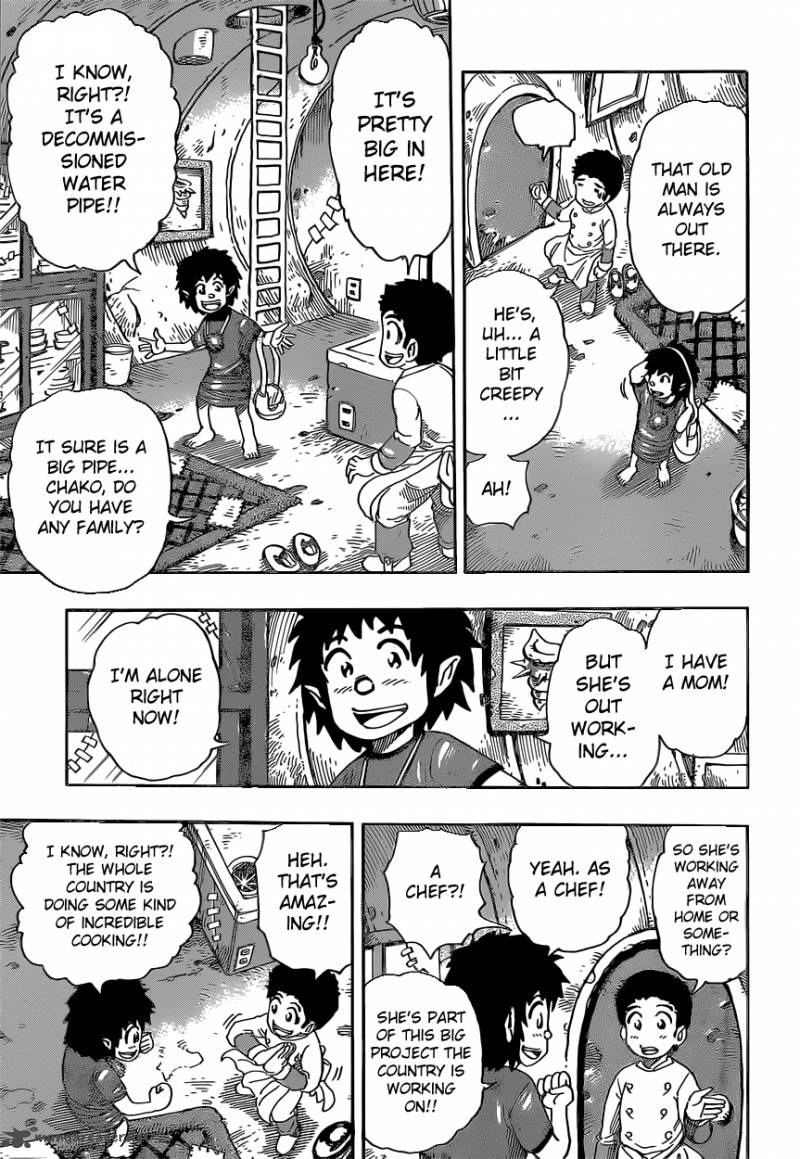 THAT OLD
MAN IS
ALWAYS
OUT
THERE.
HE'S,
UH... A
LITTLE
BIT
CREEPY
...
AH!
IT'S
PRETTY
BIG IN
HERE!
I KNOW,
RIGHT?!
IT'S A
DECOMMIS-
SIONED
WATER
PIPE!!
IT SURE IS A
BIG PIPE...
CHAKO, DO
YOU HAVE
ANY FAMILY?
I HAVE
A MOM!
BUT
SHE'S
OUT
WORK-
ING...
I'M ALONE
RIGHT
NOW!
SO SHE'S
WORKING
AWAY
FROM
HOME OR
SOME-
THING?
YEAH. AS
A CHEF!
A
CHEF?!
SHE'S PART
OF THIS BIG
PROJECT THE
COUNTRY IS
WORKING
ON!!
HEH.
THAT'S
AMAZ-
ING!!
I KNOW, RIGHT?!
THE WHOLE
COUNTRY IS
DOING SOME KIND
OF INCREDIBLE
COOKING!!